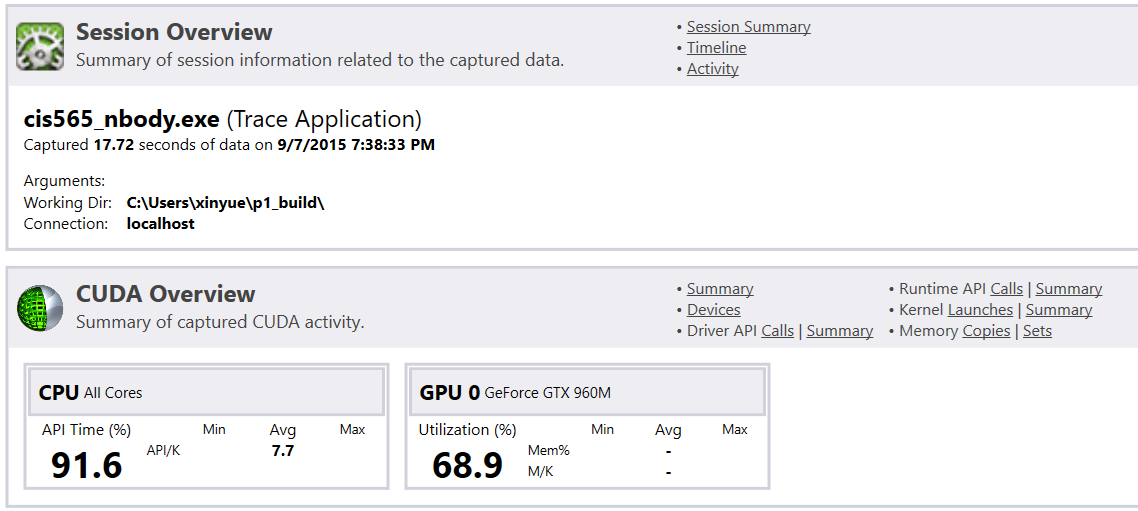 Session Overview
Summary of session information related to the captured data.
• Session Summary
• Timeline
• Activity
cis565_nbody.exe (Trace Application)
Captured 17.72 seconds of data on 9/7/2015 7:38:33 PM
Arguments:
Working Dir: C:\Users\xinyue\p1_build\
Connection: localhost
CUDA Overview
Summary of captured CUDA activity.
• Summary
• Devices
• Driver API Calls | Summary
• Runtime API Calls | Summary
• Kernel Launches | Summary
• Memory Copies | Sets
CPU All Cores
API Time (%) Min Avg Max
91.6 API/K 7.7
GPU 0 GeForce GTX 960M
Utilization (%) Min Avg Max
68.9 Mem% -
M/K -